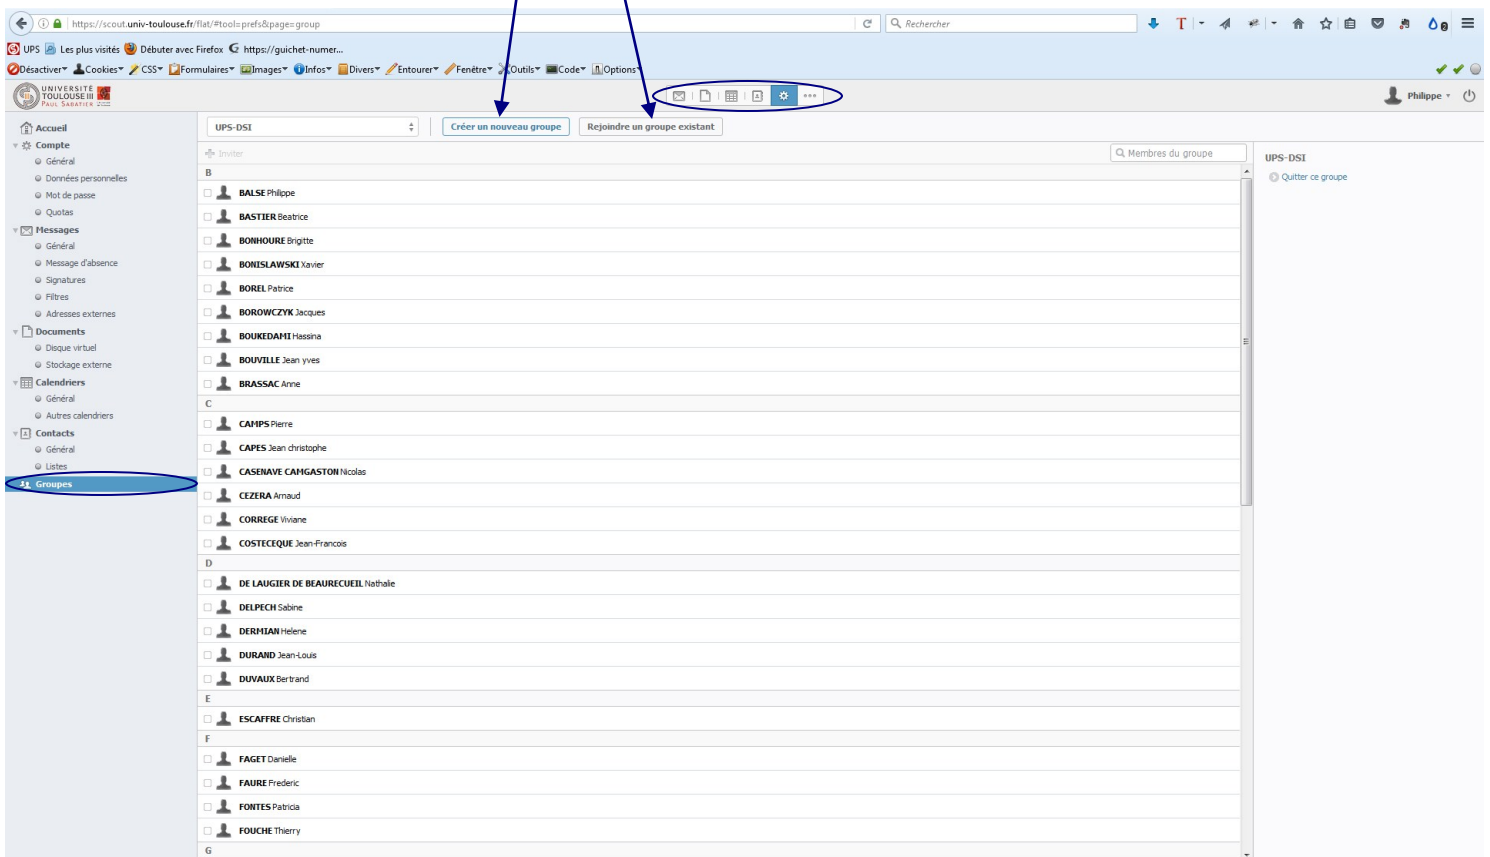 https://scout.univ-toulouse.fr/flat/#tool=prefs&page=group
Rechercher
UPS Les plus visités Débuter avec Firefox https://guichet-numer...
Désactiver Cookies CSS Formulaires Images Infos Divers Entourer Fenêtre Outils Code Options
UNIVERSITÉ
TOULOUSE III
PAUL SABATIER
Philippe
Accueil
Compte
Général
Données personnelles
Mot de passe
Quotas
Messages
Général
Message d'absence
Signatures
Filtres
Adresses externes
Documents
Disque virtuel
Stockage externe
Calendriers
Général
Autres calendriers
Contacts
Général
Listes
Groupes
UPS-DSI
Créer un nouveau groupe
Rejoindre un groupe existant
Inviter
Membres du groupe
B
BALSE Philippe
BASTIER Beatrice
BONHOURE Brigitte
BONISLAWSKI Xavier
BOREL Patrice
BOROWCZYK Jacques
BOUKEDAMI Hassina
BOUVILLE Jean yves
BRASSAC Anne
C
CAMPS Pierre
CAPES Jean christophe
CASENAVE CAMGASTON Nicolas
CEZERA Arnaud
CORREGE Viviane
COSTECEQUE Jean-Francois
D
DE LAUGIER DE BEAURECUEIL Nathalie
DELPECH Sabine
DERMIAN Helene
DURAND Jean-Louis
DUVAUX Bertrand
E
ESCAFFRE Christian
F
FAGET Danielle
FAURE Frederic
FONTES Patricia
FOUCHE Thierry
G
UPS-DSI
Quitter ce groupe